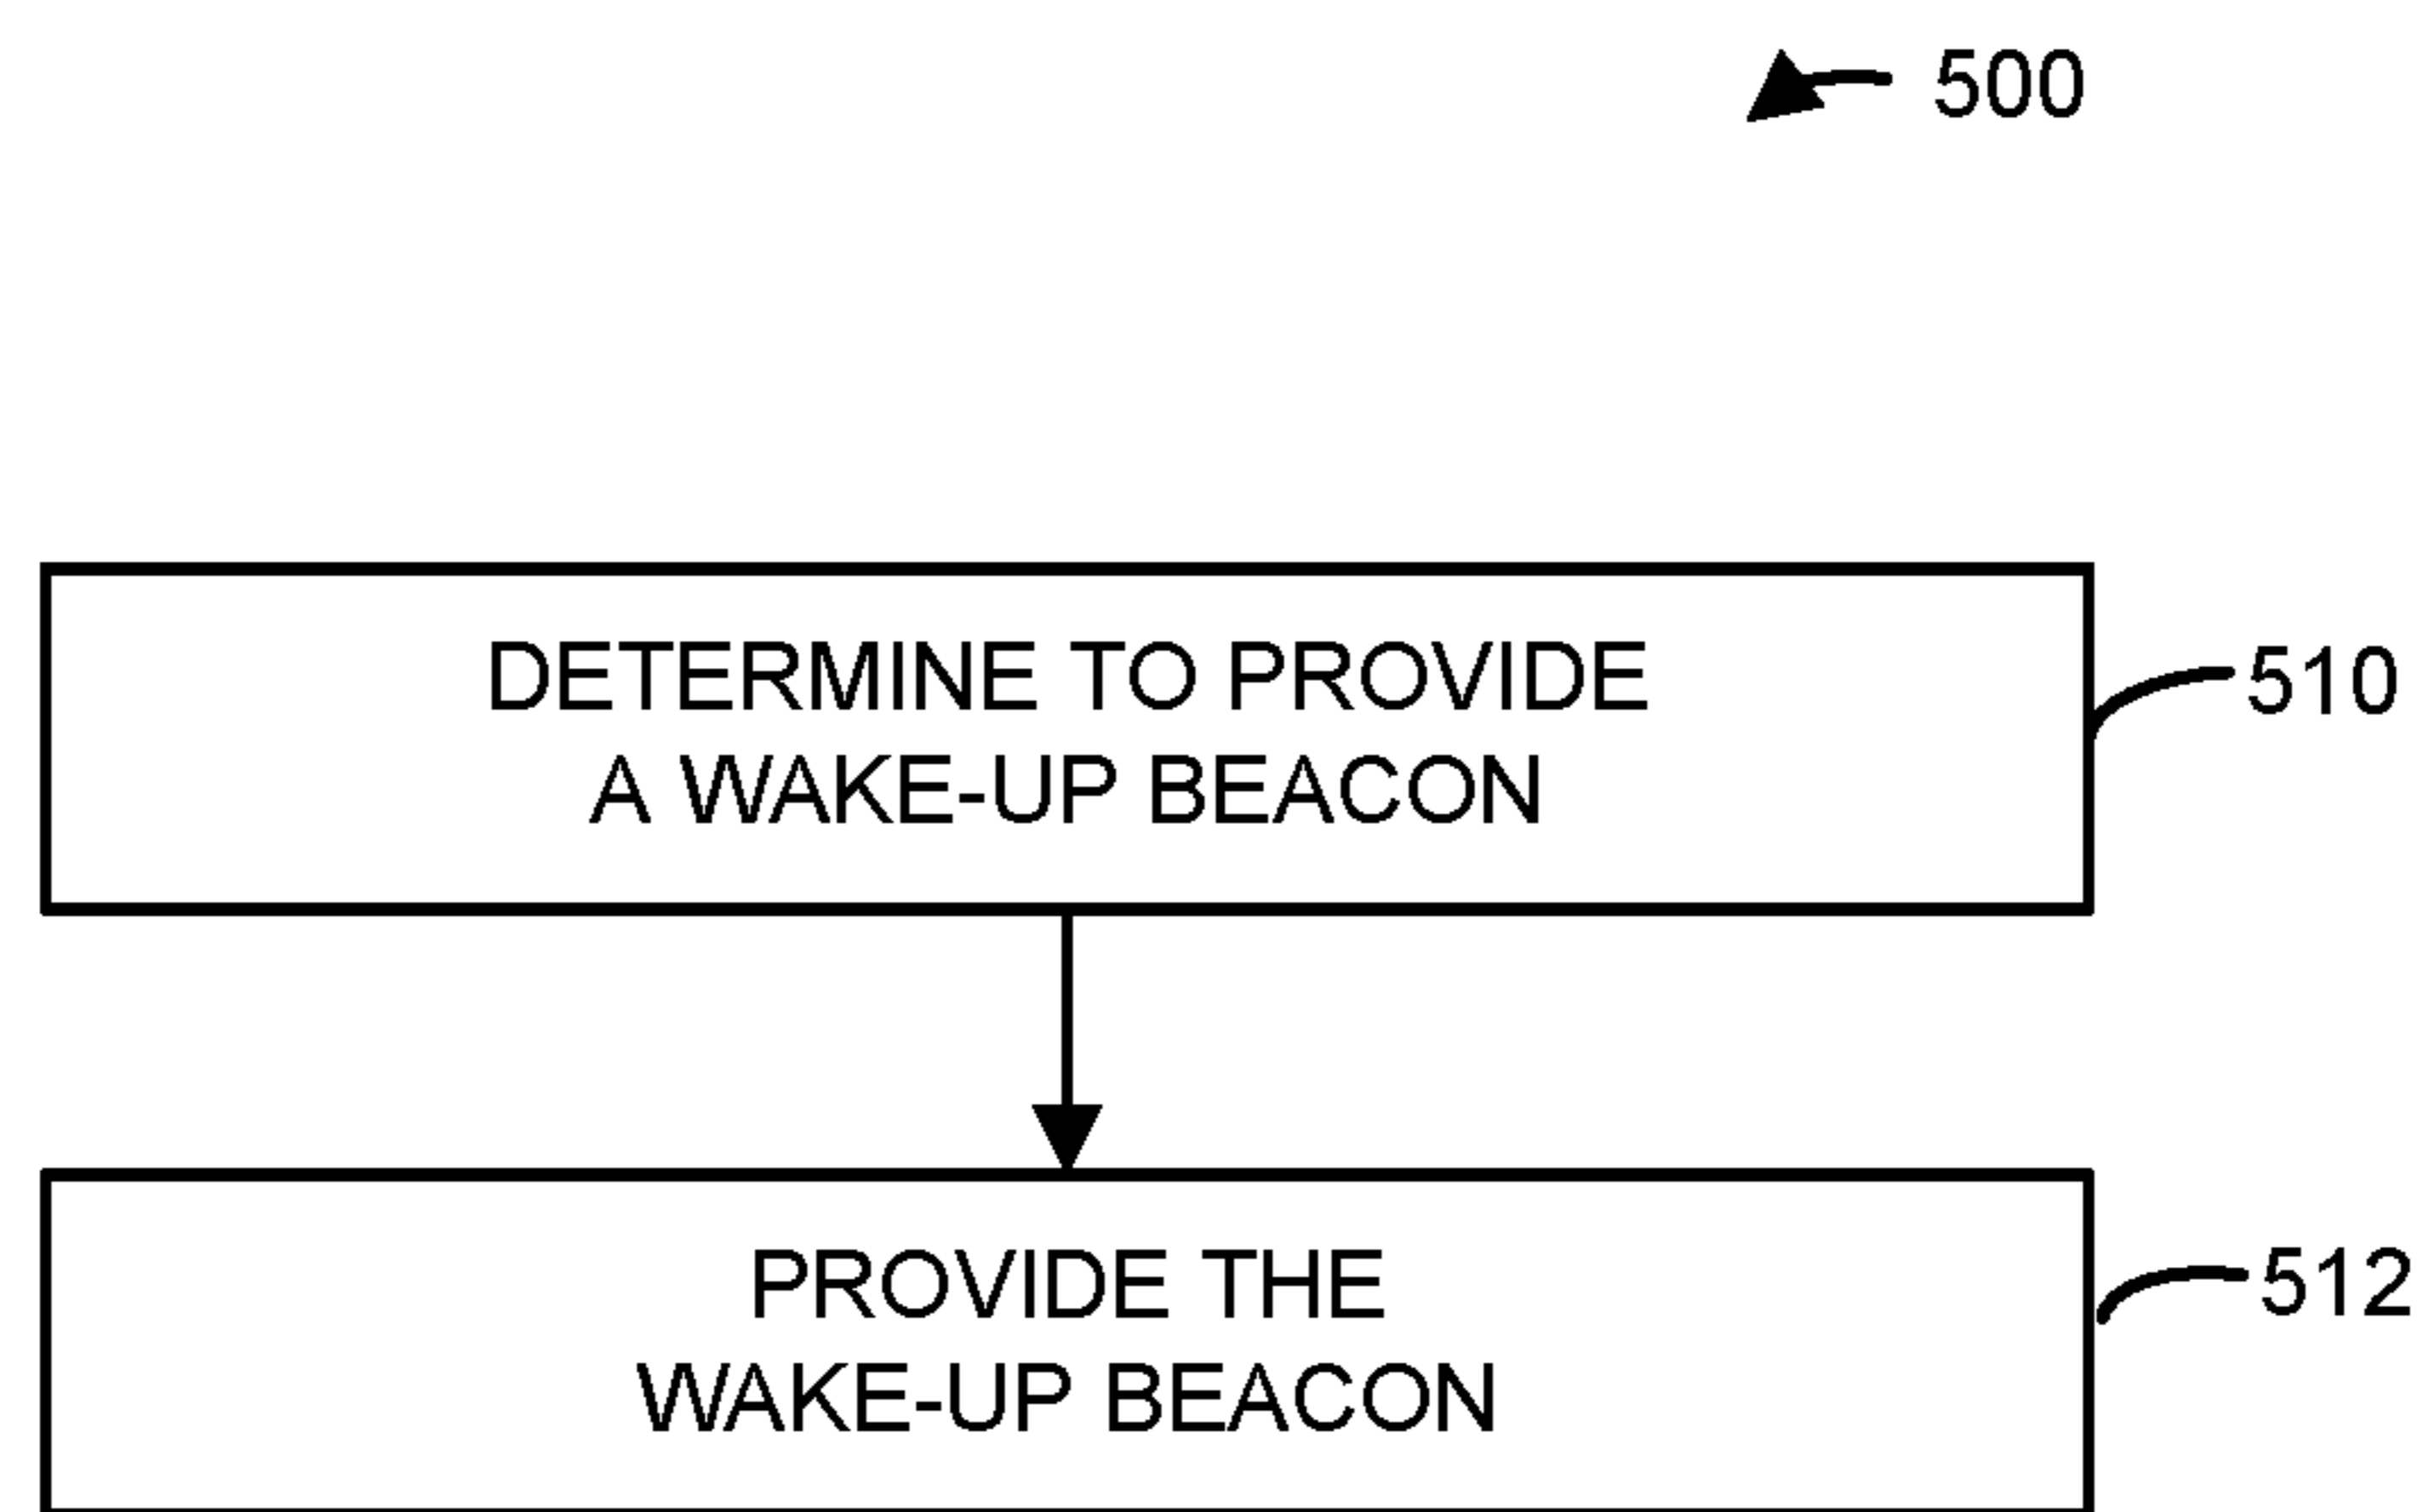 500
DETERMINE TO PROVIDE
A WAKE-UP BEACON
510
PROVIDE THE
WAKE-UP BEACON
512